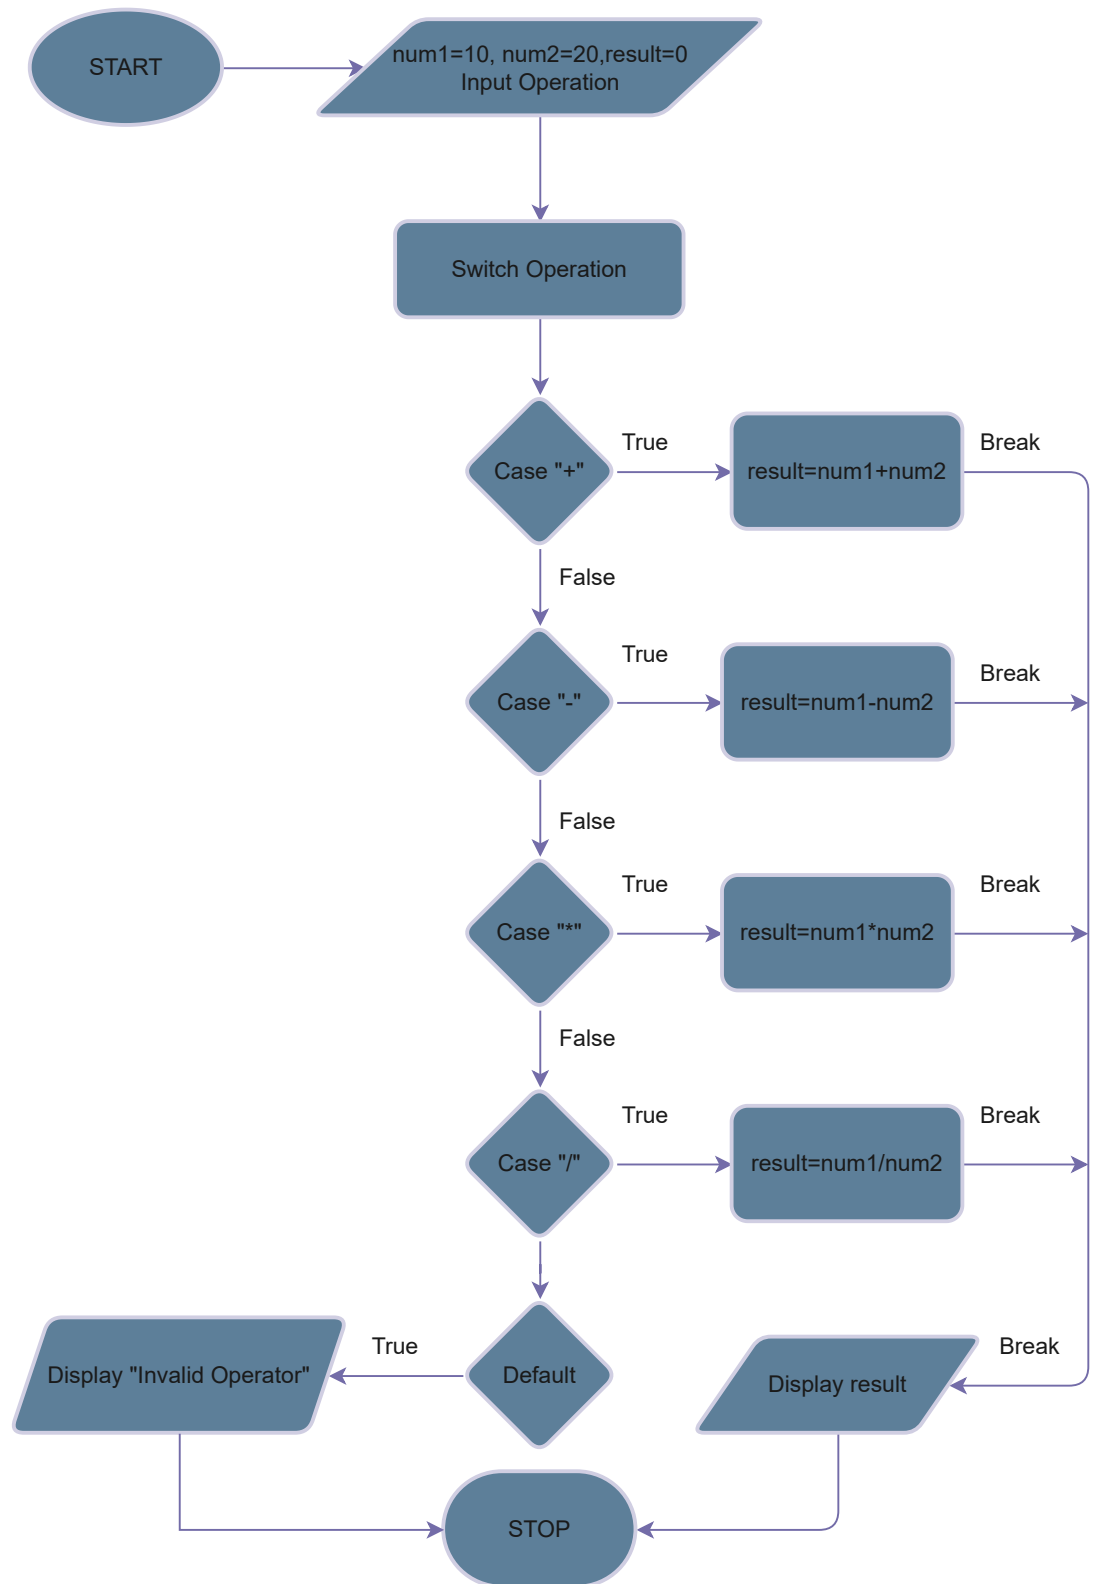 START
num1=10, num2=20,result=0
Input Operation
Switch Operation
Case "+"
True
result=num1+num2
Break
False
Case "-"
True
result=num1-num2
Break
False
Case "*"
True
result=num1*num2
Break
False
Case "/"
True
result=num1/num2
Break
Default
True
Display "Invalid Operator"
Break
Display result
STOP